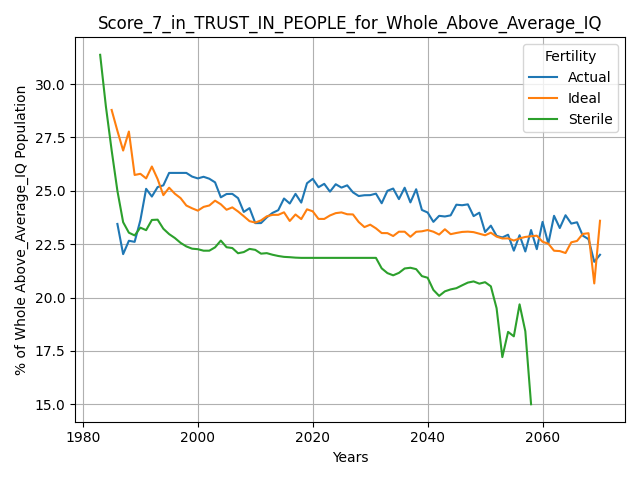 Score_7_in_TRUST_IN_PEOPLE_for_Whole_Above_Average_IQ
Fertility
Actual
Ideal
Sterile
% of Whole Above_Average_IQ Population
30.0
27.5
25.0
22.5
20.0
17.5
15.0
1980
2000
2020
2040
2060
Years